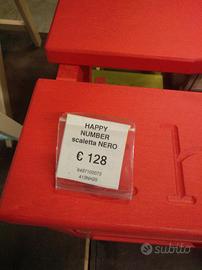 HAPPY
NUMBER
scaletta NERO
€ 128
subito